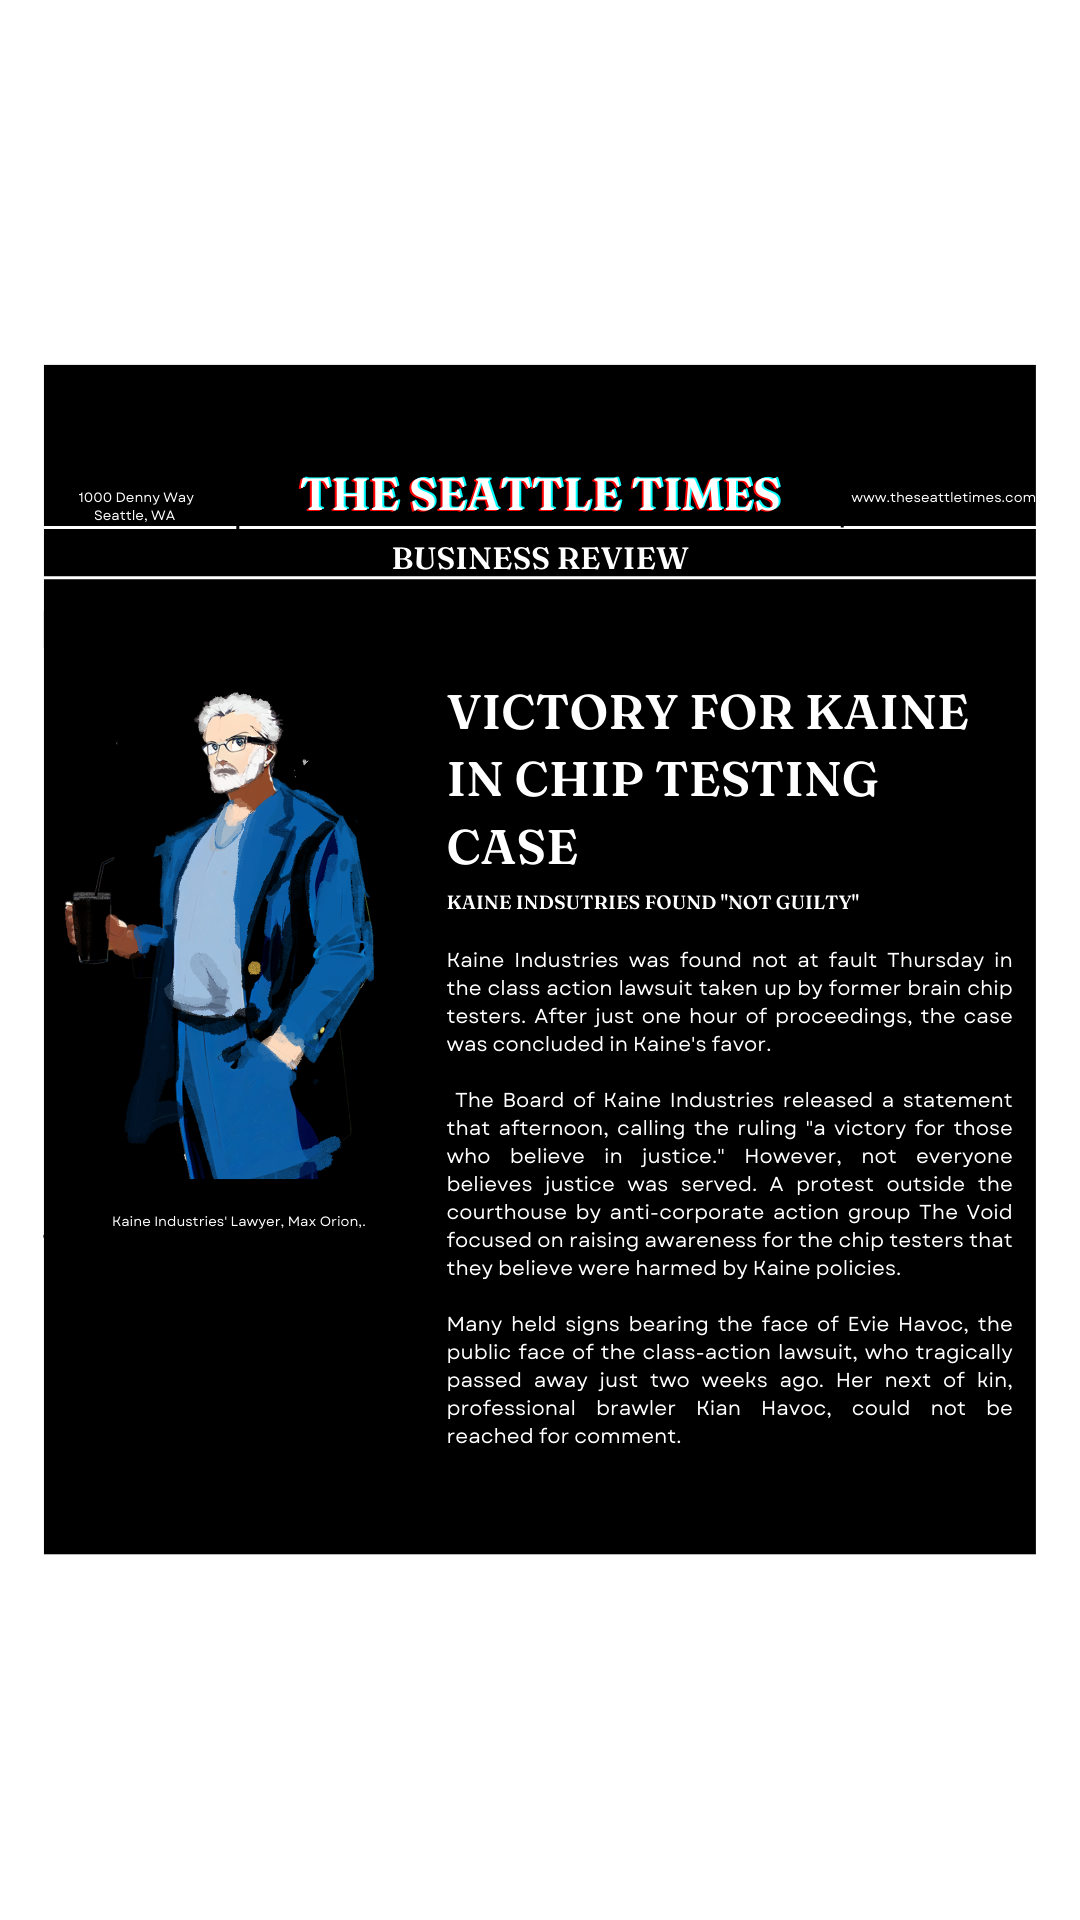 1000 Denny Way
Seattle, WA
THE SEATTLE TIMES
www.theseattletimes.com
BUSINESS REVIEW
VICTORY FOR KAINE
IN CHIP TESTING
CASE
KAINE INDSUTRIES FOUND "NOT GUILTY"
Kaine Industries was found not at fault Thursday in
the class action lawsuit taken up by former brain chip
testers. After just one hour of proceedings, the case
was concluded in Kaine's favor.
The Board of Kaine Industries released a statement
that afternoon, calling the ruling "a victory for those
who believe in justice." However, not everyone
believes justice was served. A protest outside the
courthouse by anti-corporate action group The Void
focused on raising awareness for the chip testers that
they believe were harmed by Kaine policies.
Many held signs bearing the face of Evie Havoc, the
public face of the class-action lawsuit, who tragically
passed away just two weeks ago. Her next of kin,
professional brawler Kian Havoc, could not be
reached for comment.
Kaine Industries' Lawyer, Max Orion,.